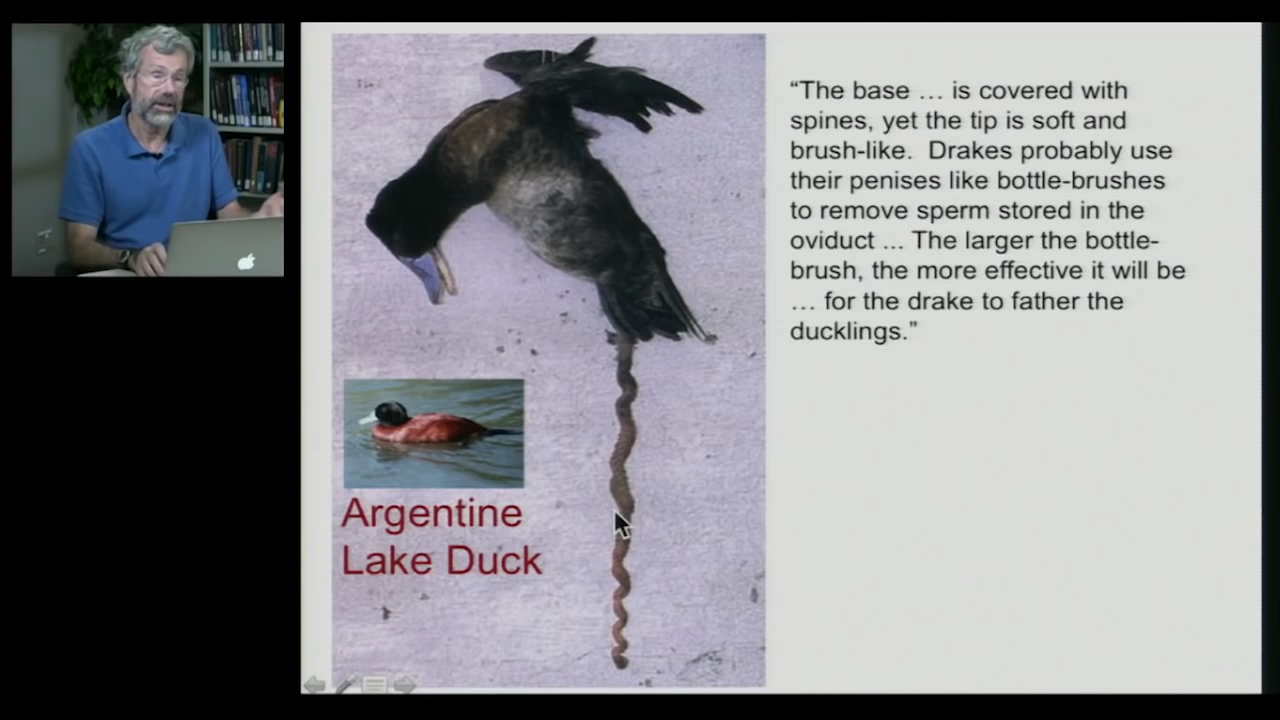 “The base … is covered with
spines, yet the tip is soft and
brush-like.  Drakes probably use
their penises like bottle-brushes
to remove sperm stored in the
oviduct ... The larger the bottle-
brush, the more effective it will be
… for the drake to father the
ducklings.”
Argentine
Lake Duck